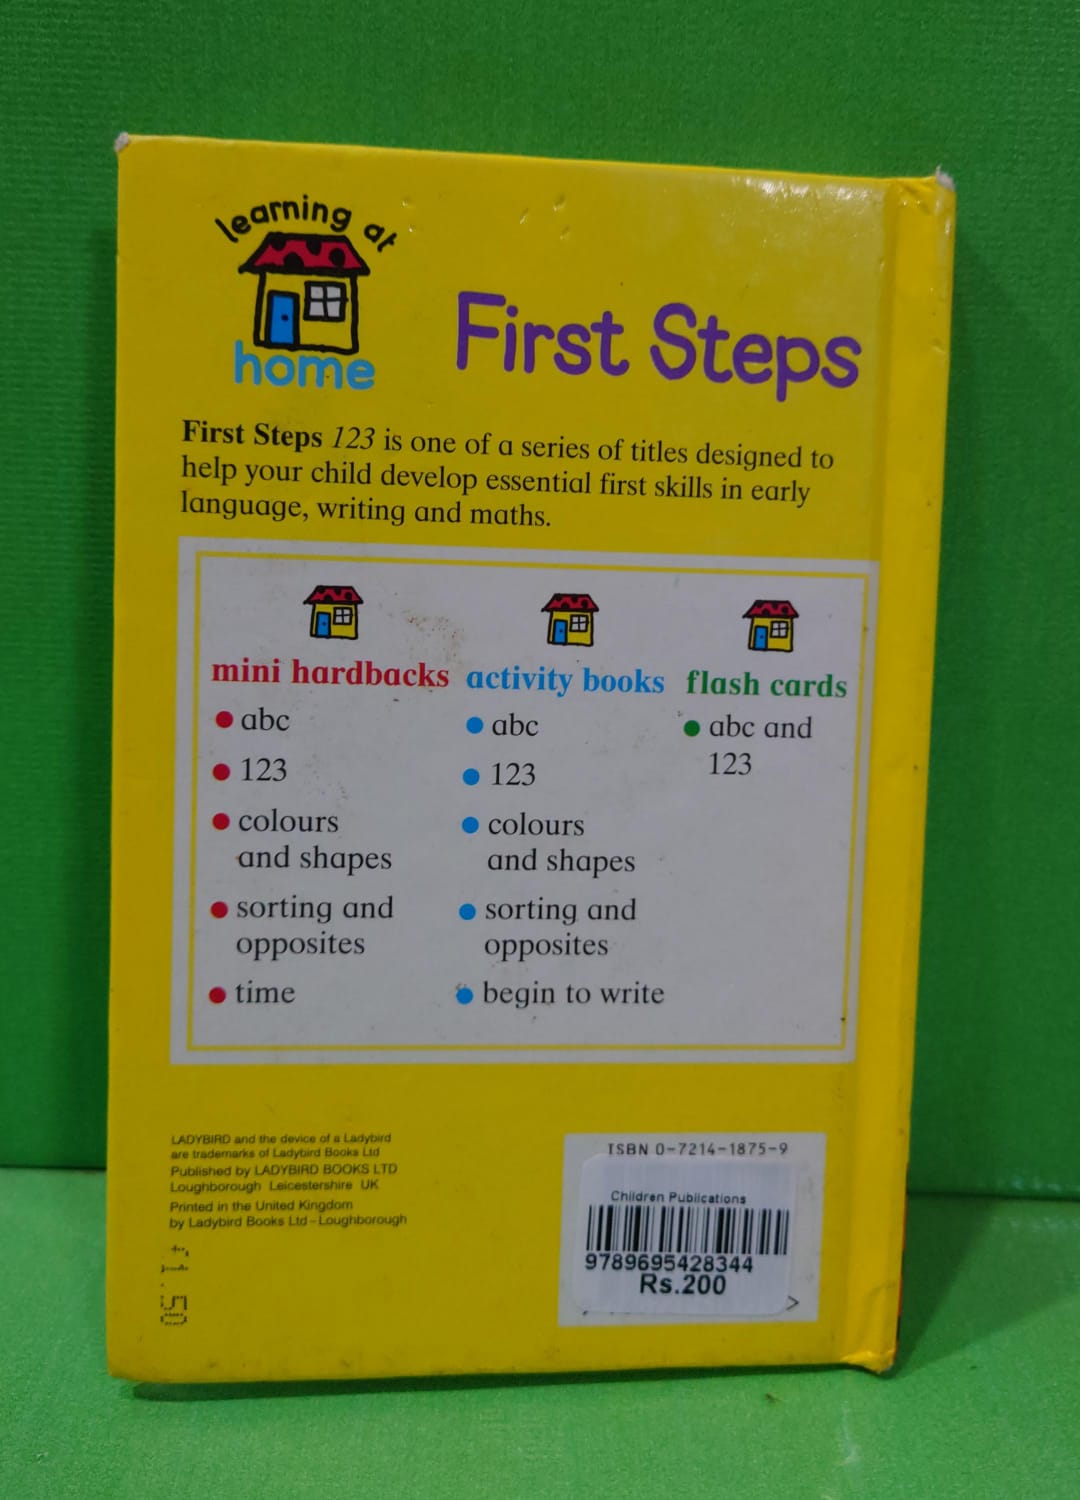 learning at
home
First Steps
First Steps 123 is one of a series of titles designed to
help your child develop essential first skills in early
language, writing and maths.
mini hardbacks
abc
123
colours
and shapes
sorting and
opposites
time
activity books
abc
123
colours
and shapes
sorting and
opposites
begin to write
flash cards
abc and
123
LADYBIRD and the device of a Ladybird
are trademarks of Ladybird Books Ltd
Published by LADYBIRD BOOKS LTD
Loughborough Leicestershire UK
Printed in the United Kingdom
by Ladybird Books Ltd – Loughborough
ISBN 0-7214-1875-9
Children Publications
9789695428344
Rs.200
>